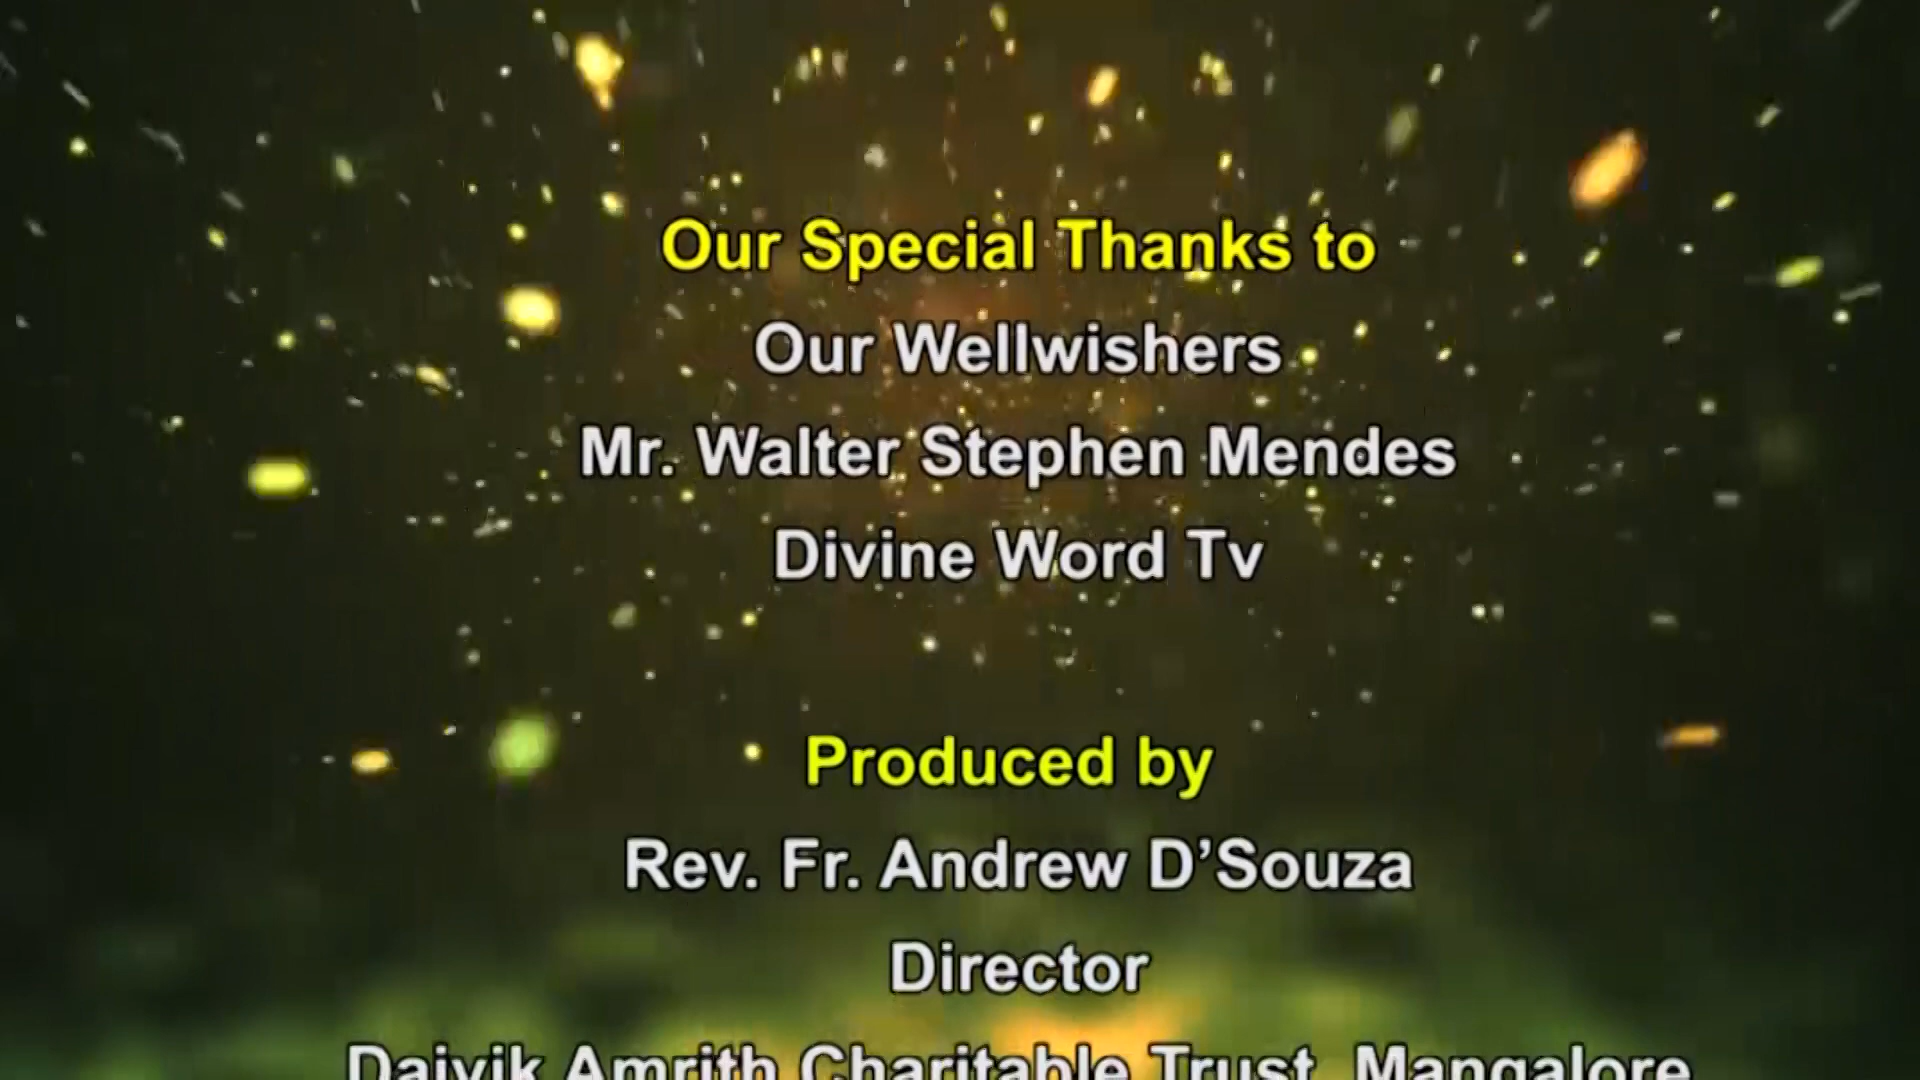 Our Special Thanks to
Our Wellwishers
Mr. Walter Stephen Mendes
Divine Word Tv
Produced by
Rev. Fr. Andrew D’Souza
Director
Daivik Amrith Charitable Trust, Mangalore